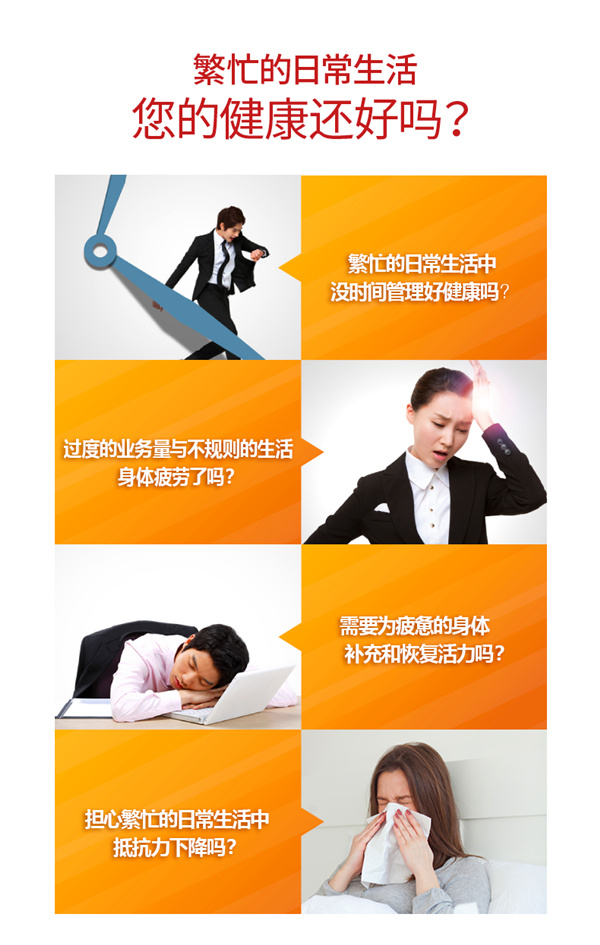 繁忙的日常生活
您的健康还好吗？
繁忙的日常生活中
没时间管理好健康吗?
过度的业务量与不规则的生活
身体疲劳了吗？
需要为疲惫的身体
补充和恢复活力吗？
担心繁忙的日常生活中
抵抗力下降吗？